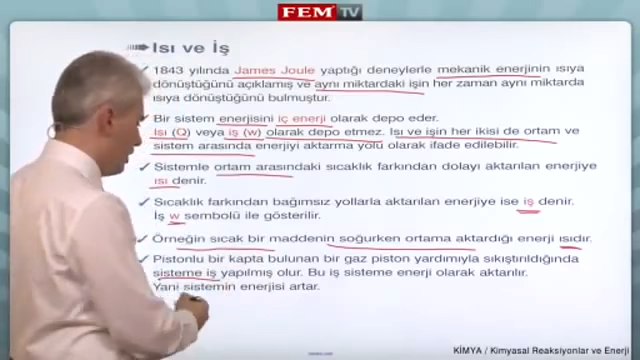 FEM TV
Isı ve İş
1843 yılında James Joule yaptığı deneylerle mekanik enerjinin ısıya
dönüştüğünü açıklamış ve aynı miktardaki işin her zaman aynı miktarda
ısıya dönüştüğünü bulmuştur.
Bir sistem enerjisini iç enerji olarak depo eder.
Isı (Q) veya iş (w) olarak depo etmez. Isı ve işin her ikisi de ortam ve
sistem arasında enerjiyi aktarma yolu olarak ifade edilebilir.
Sistemle ortam arasındaki sıcaklık farkından dolayı aktarılan enerjiye
ısı denir.
Sıcaklık farkından bağımsız yollarla aktarılan enerjiye ise iş denir.
İş w sembolü ile gösterilir.
Örneğin sıcak bir maddenin soğurken ortama aktardığı enerji ısıdır.
Pistonlu bir kapta bulunan bir gaz piston yardımıyla sıkıştırıldığında
sisteme iş yapılmış olur. Bu iş sisteme enerji olarak aktarılır.
Yani sistemin enerjisi artar.
KİMYA / Kimyasal Reaksiyonlar ve Enerji